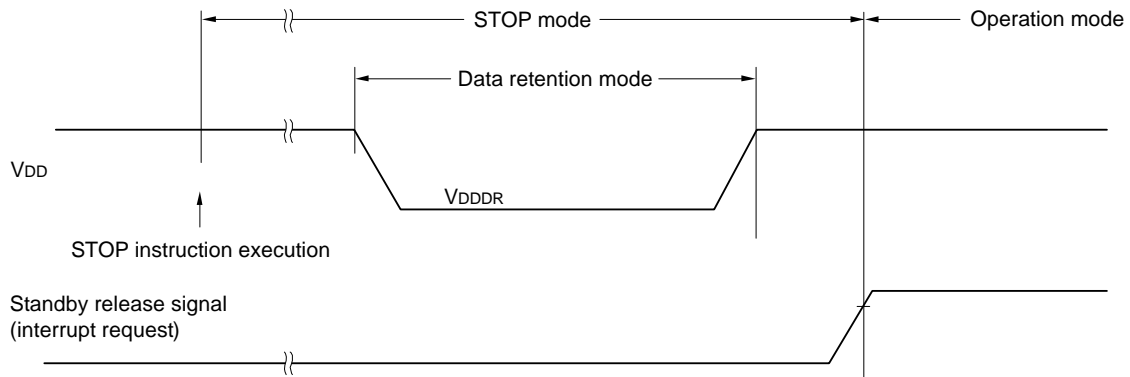 STOP mode
Operation mode
Data retention mode
VDD
VDDDR
STOP instruction execution
Standby release signal
(interrupt request)